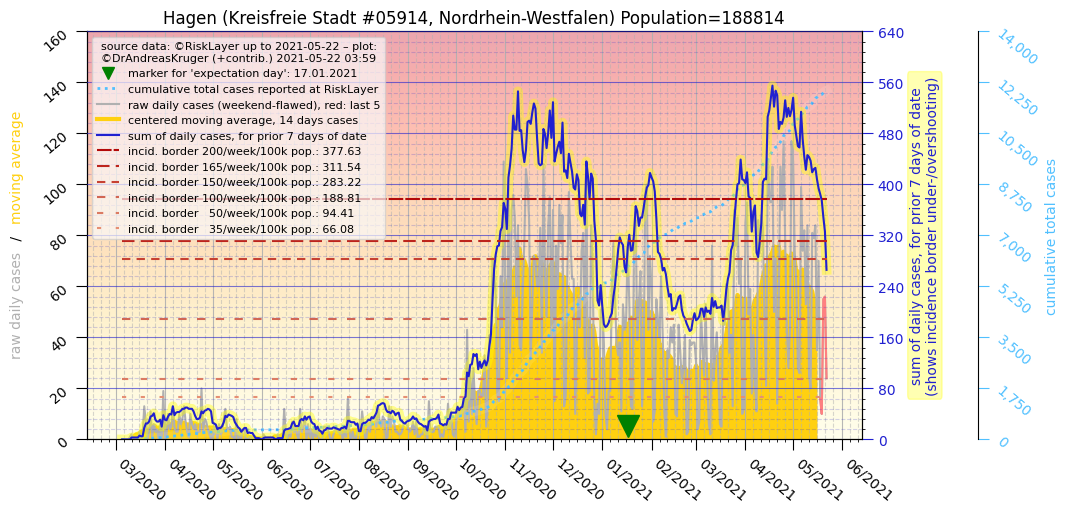 Hagen (Kreisfreie Stadt #05914, Nordrhein-Westfalen) Population=188814
source data: ©RiskLayer up to 2021-05-22 – plot:
©DrAndreasKruger (+contrib.) 2021-05-22 03:59
marker for 'expectation day': 17.01.2021
cumulative total cases reported at RiskLayer
raw daily cases (weekend-flawed), red: last 5
centered moving average, 14 days cases
sum of daily cases, for prior 7 days of date
incid. border 200/week/100k pop.: 377.63
incid. border 165/week/100k pop.: 311.54
incid. border 150/week/100k pop.: 283.22
incid. border 100/week/100k pop.: 188.81
incid. border 50/week/100k pop.: 94.41
incid. border 35/week/100k pop.: 66.08
raw daily cases / moving average
160
140
120
100
80
60
40
20
0
640
560
480
400
320
240
160
80
0
sum of daily cases, for prior 7 days of date
(shows incidence border under-/overshooting)
14,000
12,250
10,500
8,750
7,000
5,250
3,500
1,750
0
cumulative total cases
03/2020
04/2020
05/2020
06/2020
07/2020
08/2020
09/2020
10/2020
11/2020
12/2020
01/2021
02/2021
03/2021
04/2021
05/2021
06/2021